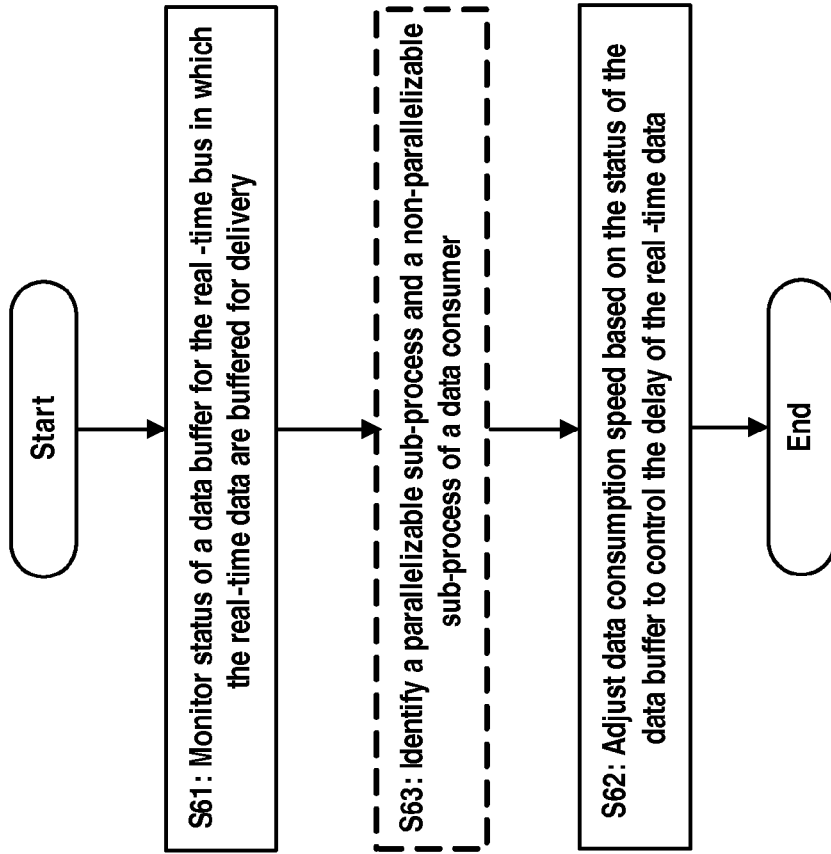 Start
S61: Monitor status of a data buffer for the real -time bus in which
the real-time data are buffered for delivery
S63: Identify a parallelizable sub-process and a non-parallelizable
sub-process of a data consumer
S62: Adjust data consumption speed based on the status of the
data buffer to control the delay of the real -time data
End